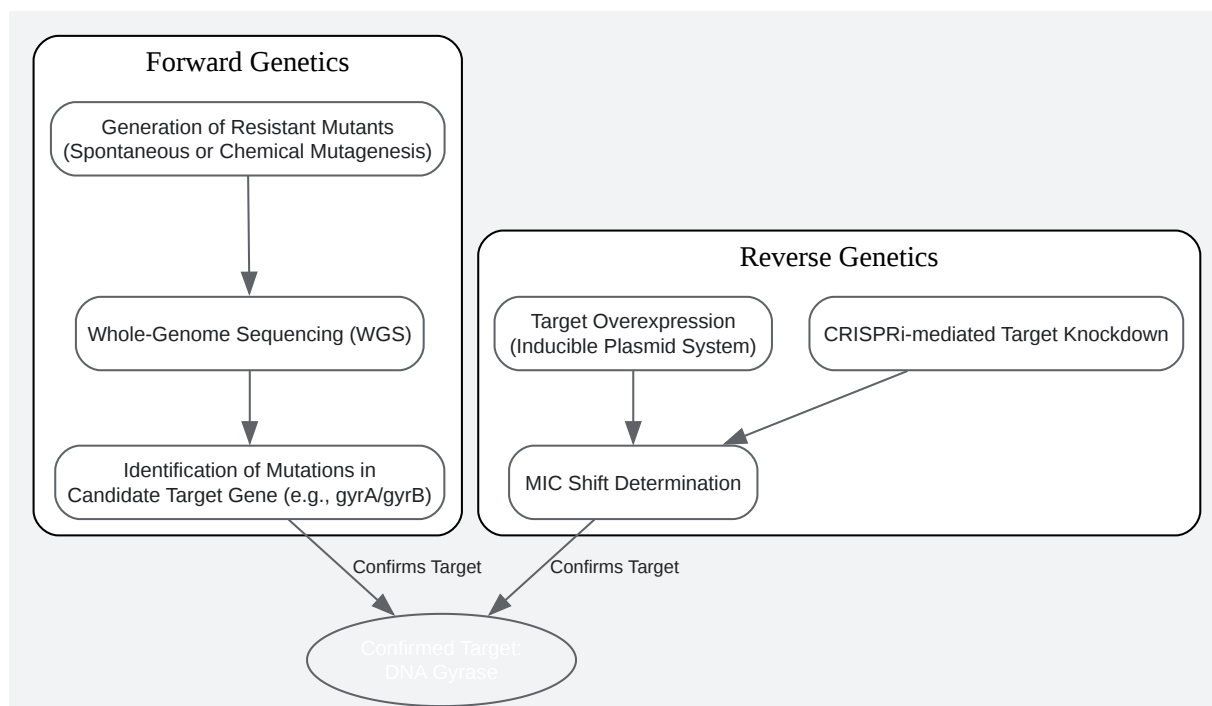 Forward Genetics
Generation of Resistant Mutants
(Spontaneous or Chemical Mutagenesis)
Whole-Genome Sequencing (WGS)
Identification of Mutations in
Candidate Target Gene (e.g., gyrA/gyrB)
Reverse Genetics
Target Overexpression
(Inducible Plasmid System)
CRISPRi-mediated Target Knockdown
MIC Shift Determination
Confirms Target
Confirms Target
Confirmed Target:
DNA Gyrase